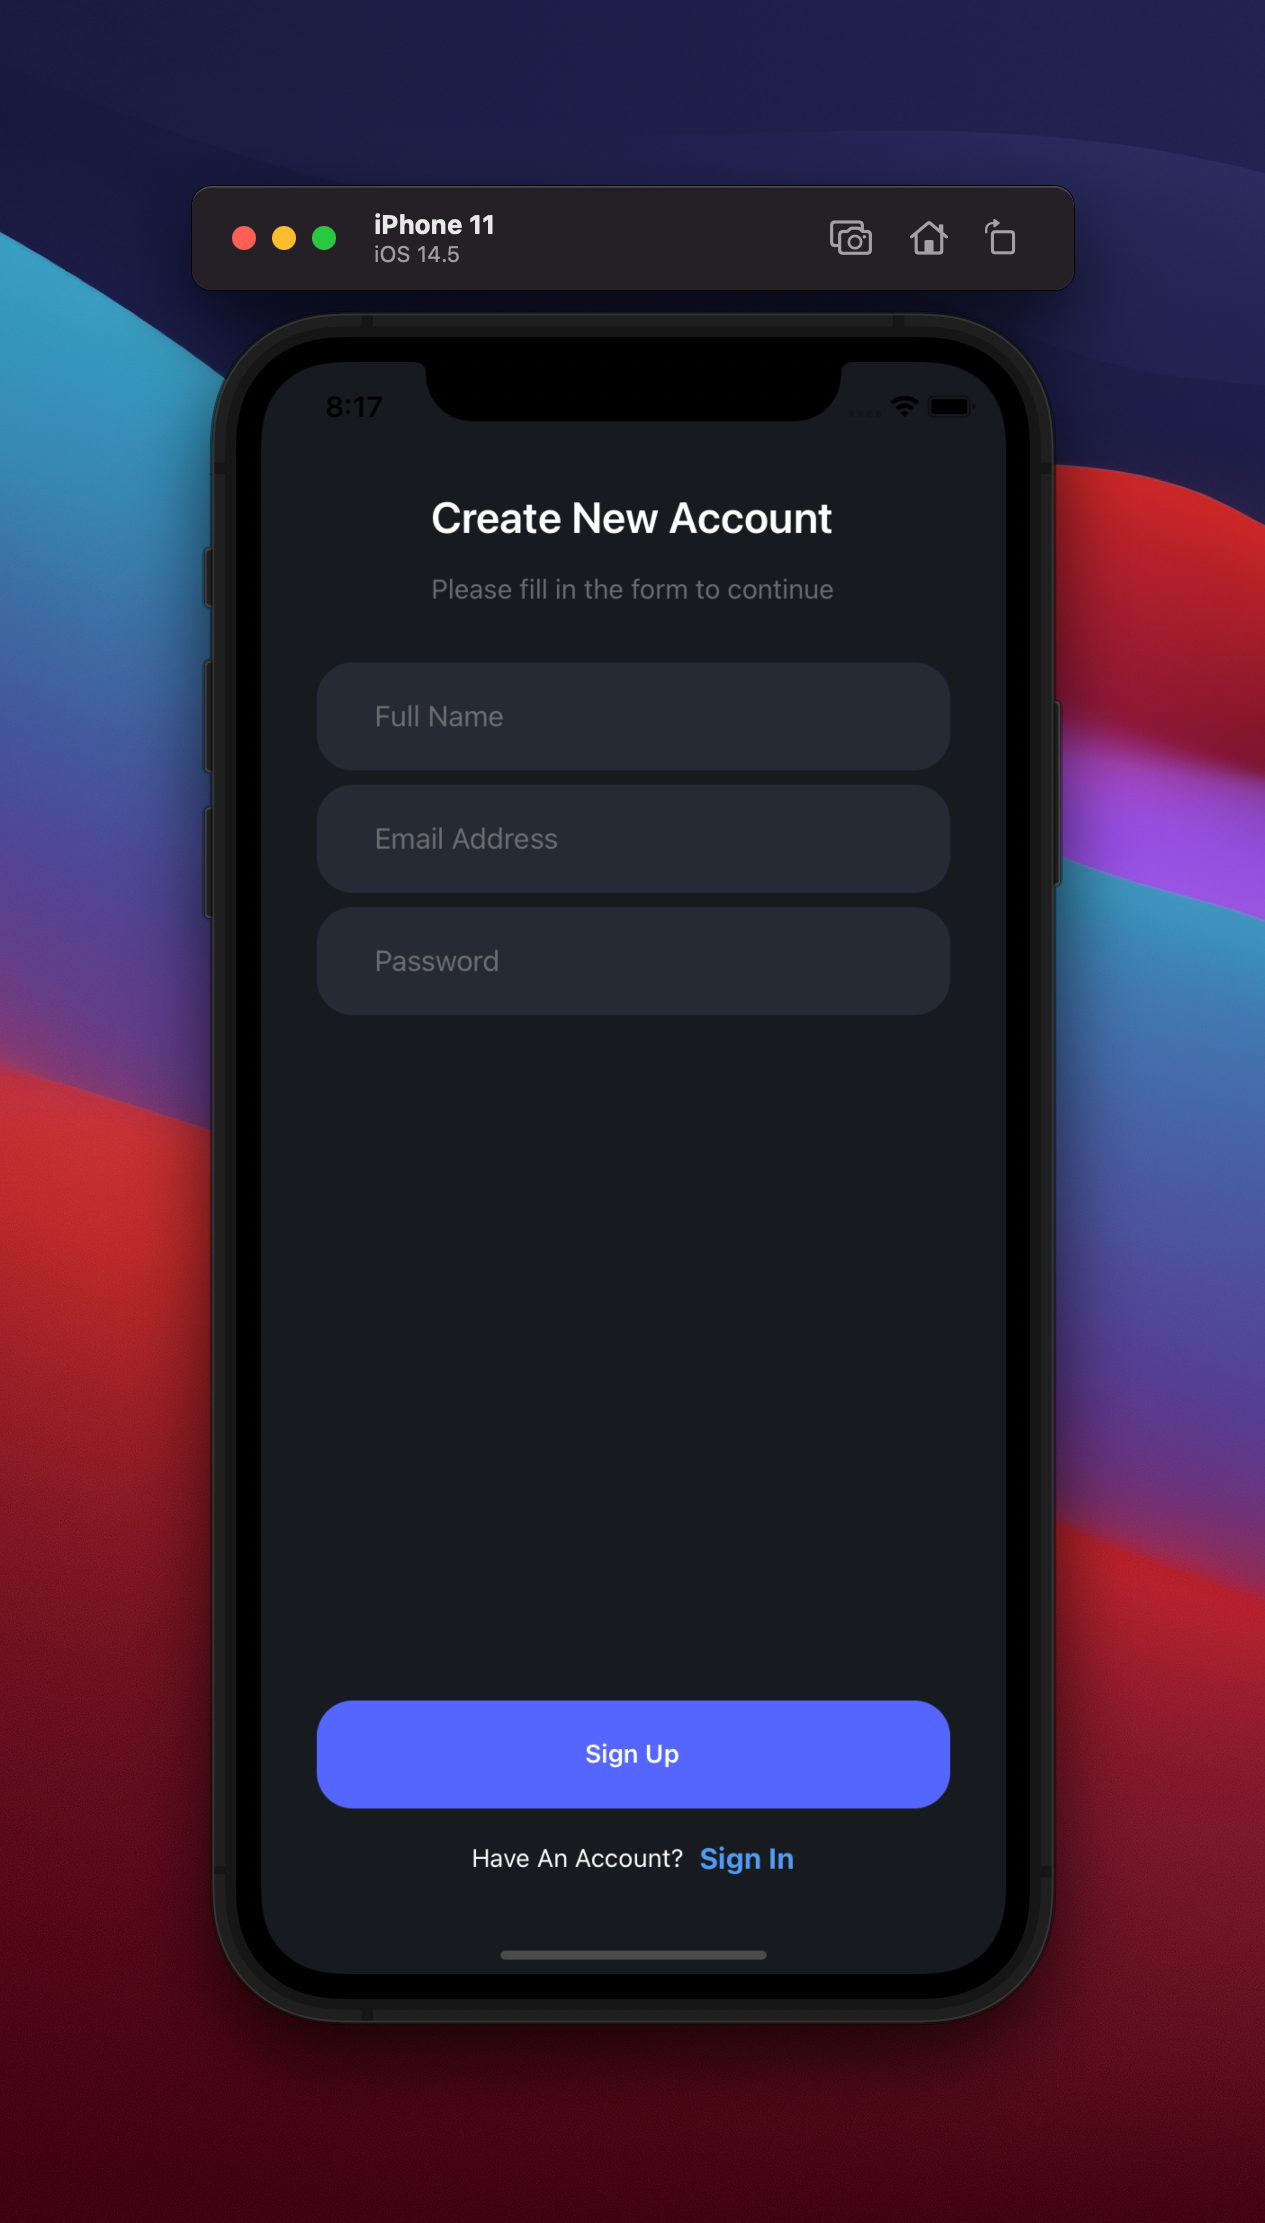 iPhone 11
iOS 14.5
8:17
Create New Account
Please fill in the form to continue
Full Name
Email Address
Password
Sign Up
Have An Account? Sign In